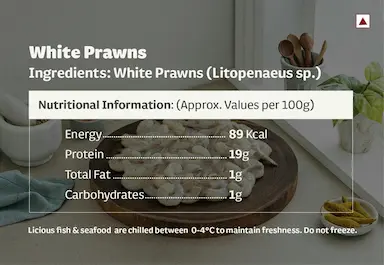 White Prawns
Ingredients: White Prawns (Litopenaeus sp.)
Nutritional Information: (Approx. Values per 100g)
Energy..............................89 Kcal
Protein..............................19g
Total Fat............................1g
Carbohydrates......................1g
Licious fish & seafood are chilled between 0-4°C to maintain freshness. Do not freeze.